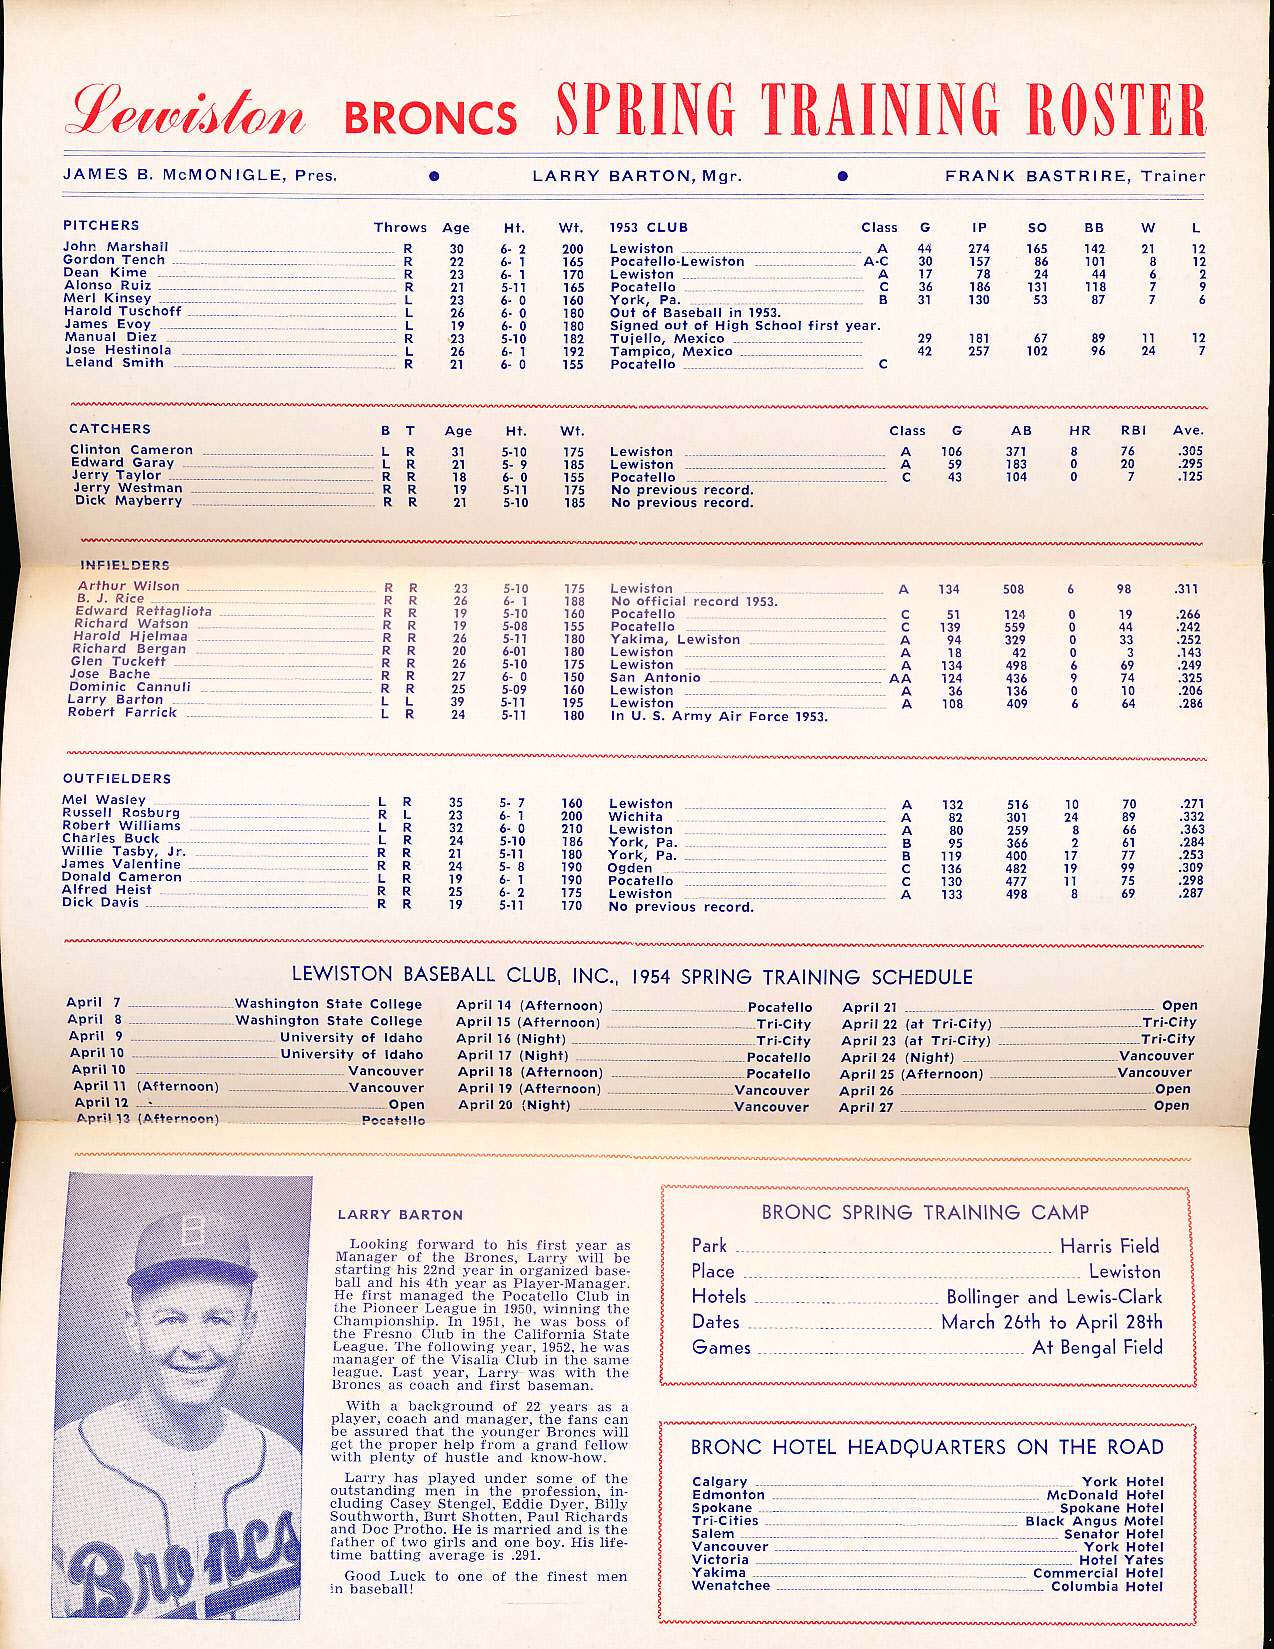 Lewiston BRONCS SPRING TRAINING ROSTER
JAMES B. McMONIGLE, Pres. ● LARRY BARTON, Mgr. ● FRANK BASTRIRE, Trainer
PITCHERS Throws Age Ht. Wt. 1953 CLUB Class G IP SO BB W L
John Marshall R 30 6- 2 200 Lewiston A 44 274 165 142 21 12
Gordon Tench R 22 6- 1 165 Pocatello-Lewiston A-C 30 157 86 101 8 12
Dean Kime R 23 6- 1 170 Lewiston A 17 78 24 44 6 2
Alonso Ruiz R 21 5-11 165 Pocatello C 36 186 131 118 7 9
Merl Kinsey L 23 6- 0 160 York, Pa. B 31 130 53 87 7 6
Harold Tuschoff L 26 6- 0 180 Out of Baseball in 1953.
James Evoy L 19 6- 0 180 Signed out of High School first year.
Manual Diez R 23 5-10 182 Tujello, Mexico 29 181 67 89 11 12
Jose Hestinola L 26 6- 1 192 Tampico, Mexico 42 257 102 96 24 7
Leland Smith R 21 6- 0 155 Pocatello C
CATCHERS B T Age Ht. Wt. Class G AB HR RBI Ave.
Clinton Cameron L R 31 5-10 175 Lewiston A 106 371 8 76 .305
Edward Garay L R 21 5- 9 185 Lewiston A 59 183 0 20 .295
Jerry Taylor R R 18 6- 0 155 Pocatello C 43 104 0 7 .125
Jerry Westman R R 19 5-11 175 No previous record.
Dick Mayberry R R 21 5-10 185 No previous record.
INFIELDERS
Arthur Wilson R R 23 5-10 175 Lewiston A 134 508 6 98 .311
B. J. Rice R R 26 6- 1 188 No official record 1953.
Edward Rettagliota R R 19 5-10 160 Pocatello C 51 124 0 19 .266
Richard Watson R R 19 5-08 155 Pocatello C 139 559 0 44 .242
Harold Hjelmaa R R 26 5-11 180 Yakima, Lewiston A 94 329 0 33 .252
Richard Bergan R R 20 6-01 180 Lewiston A 18 42 0 3 .143
Glen Tuckett R R 26 5-10 175 Lewiston A 134 498 6 69 .249
Jose Bache R R 27 6- 0 150 San Antonio AA 124 436 9 74 .325
Dominic Cannuli R R 25 5-09 160 Lewiston A 36 136 0 10 .206
Larry Barton L L 39 5-11 195 Lewiston A 108 409 6 64 .286
Robert Farrick L R 24 5-11 180 In U. S. Army Air Force 1953.
OUTFIELDERS
Mel Wasley L R 35 5- 7 160 Lewiston A 132 516 10 70 .271
Russell Rosburg R L 23 6- 1 200 Wichita A 82 301 24 89 .332
Robert Williams L R 32 6- 0 210 Lewiston A 80 259 8 66 .363
Charles Buck L R 24 5-10 186 York, Pa. B 95 366 2 61 .284
Willie Tasby, Jr. R R 21 5-11 180 York, Pa. B 119 400 17 77 .253
James Valentine R R 24 5- 8 190 Ogden C 136 482 19 99 .309
Donald Cameron L R 19 6- 1 190 Pocatello C 130 477 11 75 .298
Alfred Heist R R 25 6- 2 175 Lewiston A 133 498 8 69 .287
Dick Davis R R 19 5-11 170 No previous record.
LEWISTON BASEBALL CLUB, INC., 1954 SPRING TRAINING SCHEDULE
April 7 Washington State College
April 8 Washington State College
April 9 University of Idaho
April 10 University of Idaho
April 10 Vancouver
April 11 (Afternoon) Vancouver
April 12 Open
April 13 (Afternoon) Pocatello
April 14 (Afternoon) Pocatello
April 15 (Afternoon) Tri-City
April 16 (Night) Tri-City
April 17 (Night) Pocatello
April 18 (Afternoon) Pocatello
April 19 (Afternoon) Vancouver
April 20 (Night) Vancouver
April 21 Open
April 22 (at Tri-City) Tri-City
April 23 (at Tri-City) Tri-City
April 24 (Night) Vancouver
April 25 (Afternoon) Vancouver
April 26 Open
April 27 Open
B
Broncs
LARRY BARTON
Looking forward to his first year as
Manager of the Broncs, Larry will be
starting his 22nd year in organized base-
ball and his 4th year as Player-Manager.
He first managed the Pocatello Club in
the Pioneer League in 1950, winning the
Championship. In 1951, he was boss of
the Fresno Club in the California State
League. The following year, 1952, he was
manager of the Visalia Club in the same
league. Last year, Larry was with the
Broncs as coach and first baseman.
With a background of 22 years as a
player, coach and manager, the fans can
be assured that the younger Broncs will
get the proper help from a grand fellow
with plenty of hustle and know-how.
Larry has played under some of the
outstanding men in the profession, in-
cluding Casey Stengel, Eddie Dyer, Billy
Southworth, Burt Shotten, Paul Richards
and Doc Protho. He is married and is the
father of two girls and one boy. His life-
time batting average is .291.
Good Luck to one of the finest men
in baseball!
BRONC SPRING TRAINING CAMP
Park Harris Field
Place Lewiston
Hotels Bollinger and Lewis-Clark
Dates March 26th to April 28th
Games At Bengal Field
BRONC HOTEL HEADQUARTERS ON THE ROAD
Calgary York Hotel
Edmonton McDonald Hotel
Spokane Spokane Hotel
Tri-Cities Black Angus Motel
Salem Senator Hotel
Vancouver York Hotel
Victoria Hotel Yates
Yakima Commercial Hotel
Wenatchee Columbia Hotel